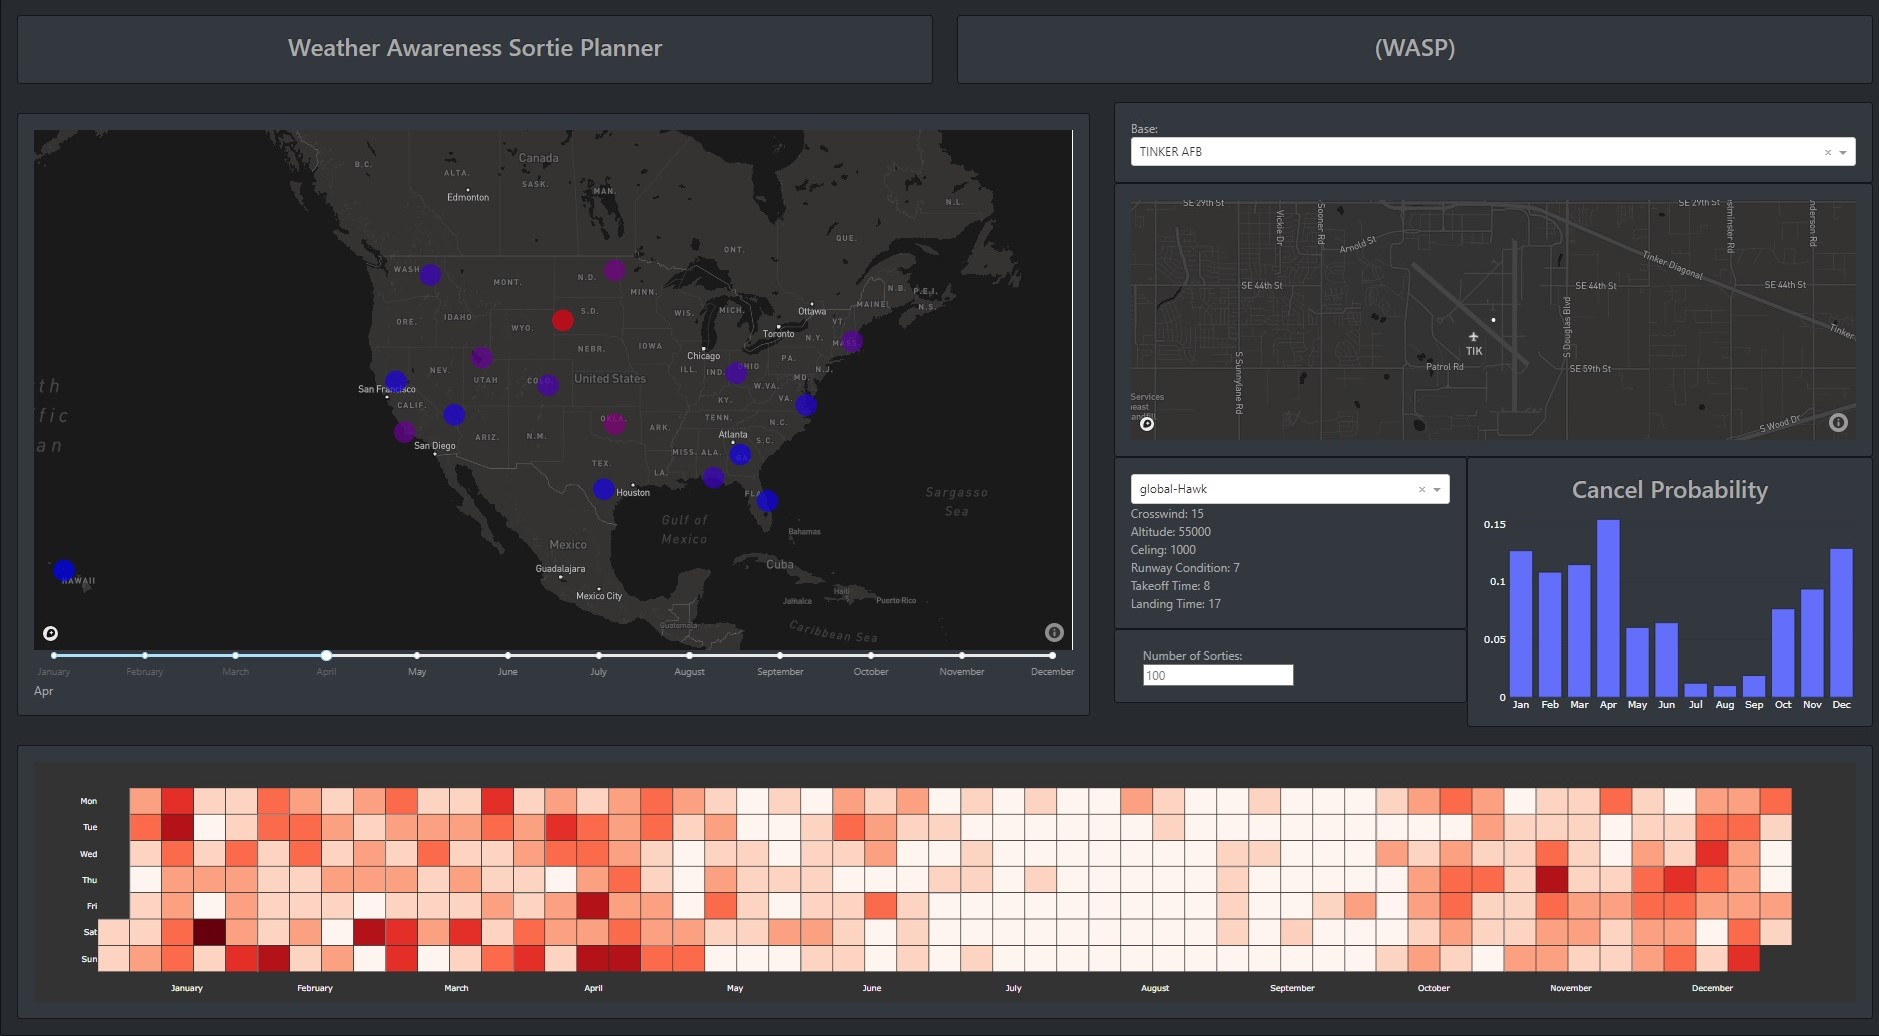 Weather Awareness Sortie Planner
(WASP)
Canada
B.C.
ALTA.
SASK.
MAN.
Edmonton
N.L.
QUE.
ONT.
WASH
MONT.
N.D.
MINN.
N.B.
P.E.I.
MAINE
N.S.
Ottawa
ORE.
IDAHO
S.D.
WIS.
MICH.
VT.
WYO.
Toronto
N.Y.
MASS
NEBR.
IOWA
Chicago
PA.
NEV.
UTAH
COLO.
United States
ILL.
IND.
OHIO
N.J.
MD.
W.VA.
San Francisco
CALIF.
KY.
VA.
th
fic
an
OKLA.
TENN.
N.C.
ARIZ.
N.M.
ARK.
Atlanta
S.C.
San Diego
MISS.
ALA.
GA.
TEX.
LA.
Houston
FLA
Sargasso
Sea
Gulf of
Mexico
Bahamas
Mexico
Cuba
HAWAII
Guadalajara
Mexico City
Haiti
Jamaica
Puerto Rico
Guatemala
Caribbean Sea
January
February
March
April
May
June
July
August
September
October
November
December
Apr
Base:
TINKER AFB
× 
SE 29th St
SE 29th St
Vickie Dr
Sooner Rd
stminster Rd
nderson Rd
Arnold St
Tinker Diagonal
SE 44th St
SE 44th St
SE 44th St
S Douglas Blvd
Tinker
TIK
S Sunnylane Rd
Patrol Rd
SE 59th St
Services
east
S Wood Dr
global-Hawk
×
Crosswind: 15
Altitude: 55000
Celing: 1000
Runway Condition: 7
Takeoff Time: 8
Landing Time: 17
Number of Sorties:
100
Cancel Probability
0.15
0.1
0.05
0
Jan Feb Mar Apr May Jun Jul Aug Sep Oct Nov Dec
Mon
Tue
Wed
Thu
Fri
Sat
Sun
January February March April May June July August September October November December